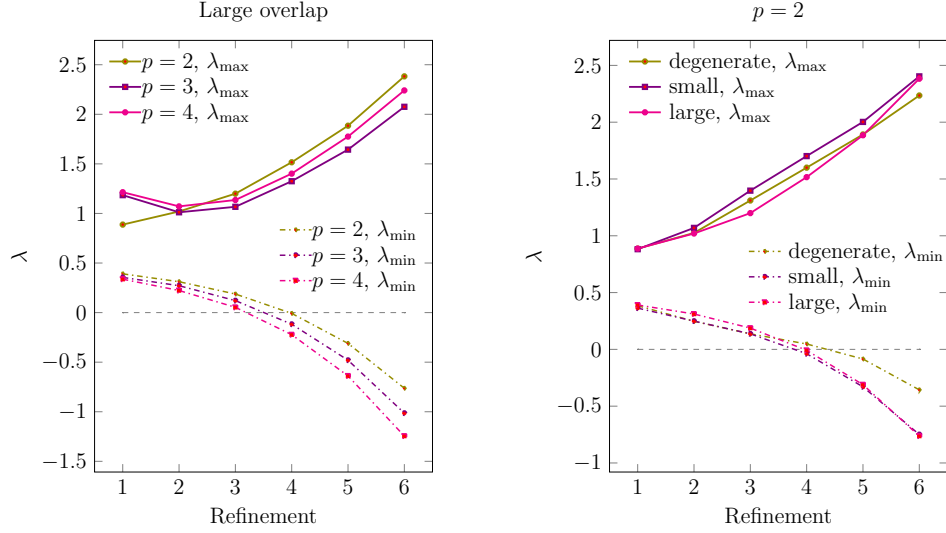 Large overlap
p = 2, λmax
p = 3, λmax
p = 4, λmax
p = 2, λmin
p = 3, λmin
p = 4, λmin
2.5
2
1.5
1
0.5
0
−0.5
−1
−1.5
λ
1 2 3 4 5 6
Refinement
p = 2
degenerate, λmax
small, λmax
large, λmax
degenerate, λmin
small, λmin
large, λmin
2.5
2
1.5
1
0.5
0
−0.5
−1
λ
1 2 3 4 5 6
Refinement